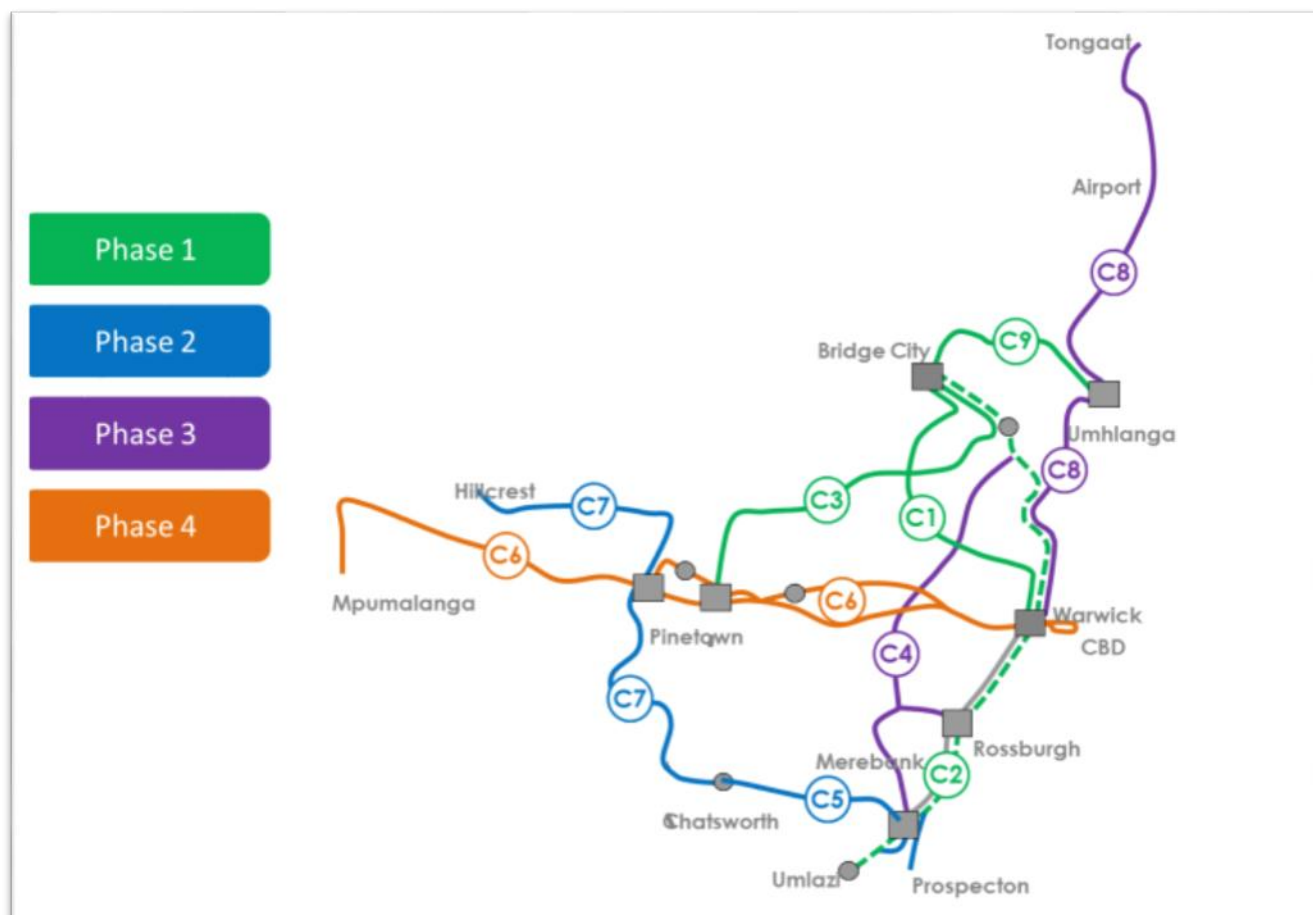 Tongaat
Airport
Phase 1
C8
Phase 2
C9
Bridge City
Phase 3
Umhlanga
C8
Hillcrest
C7
C3
C1
Phase 4
C6
Mpumalanga
C6
Warwick
Pinetown
CBD
C4
C7
Rossburgh
Merebank
C2
C5
Chatsworth
Umlazi
Prospecton